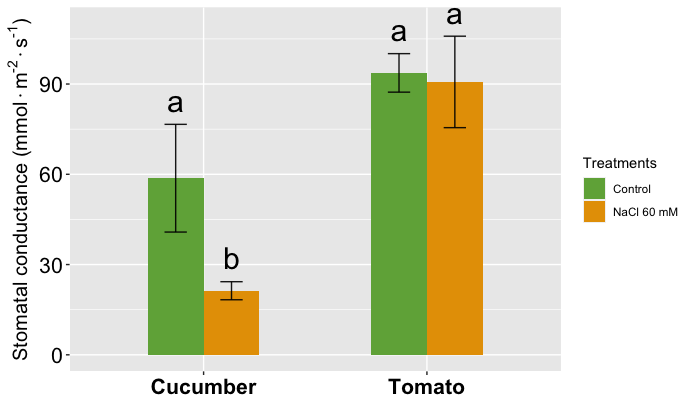 Stomatal conductance (mmol · m⁻² · s⁻¹)
90
60
30
0
a
b
a
a
Cucumber
Tomato
Treatments
Control
NaCl 60 mM